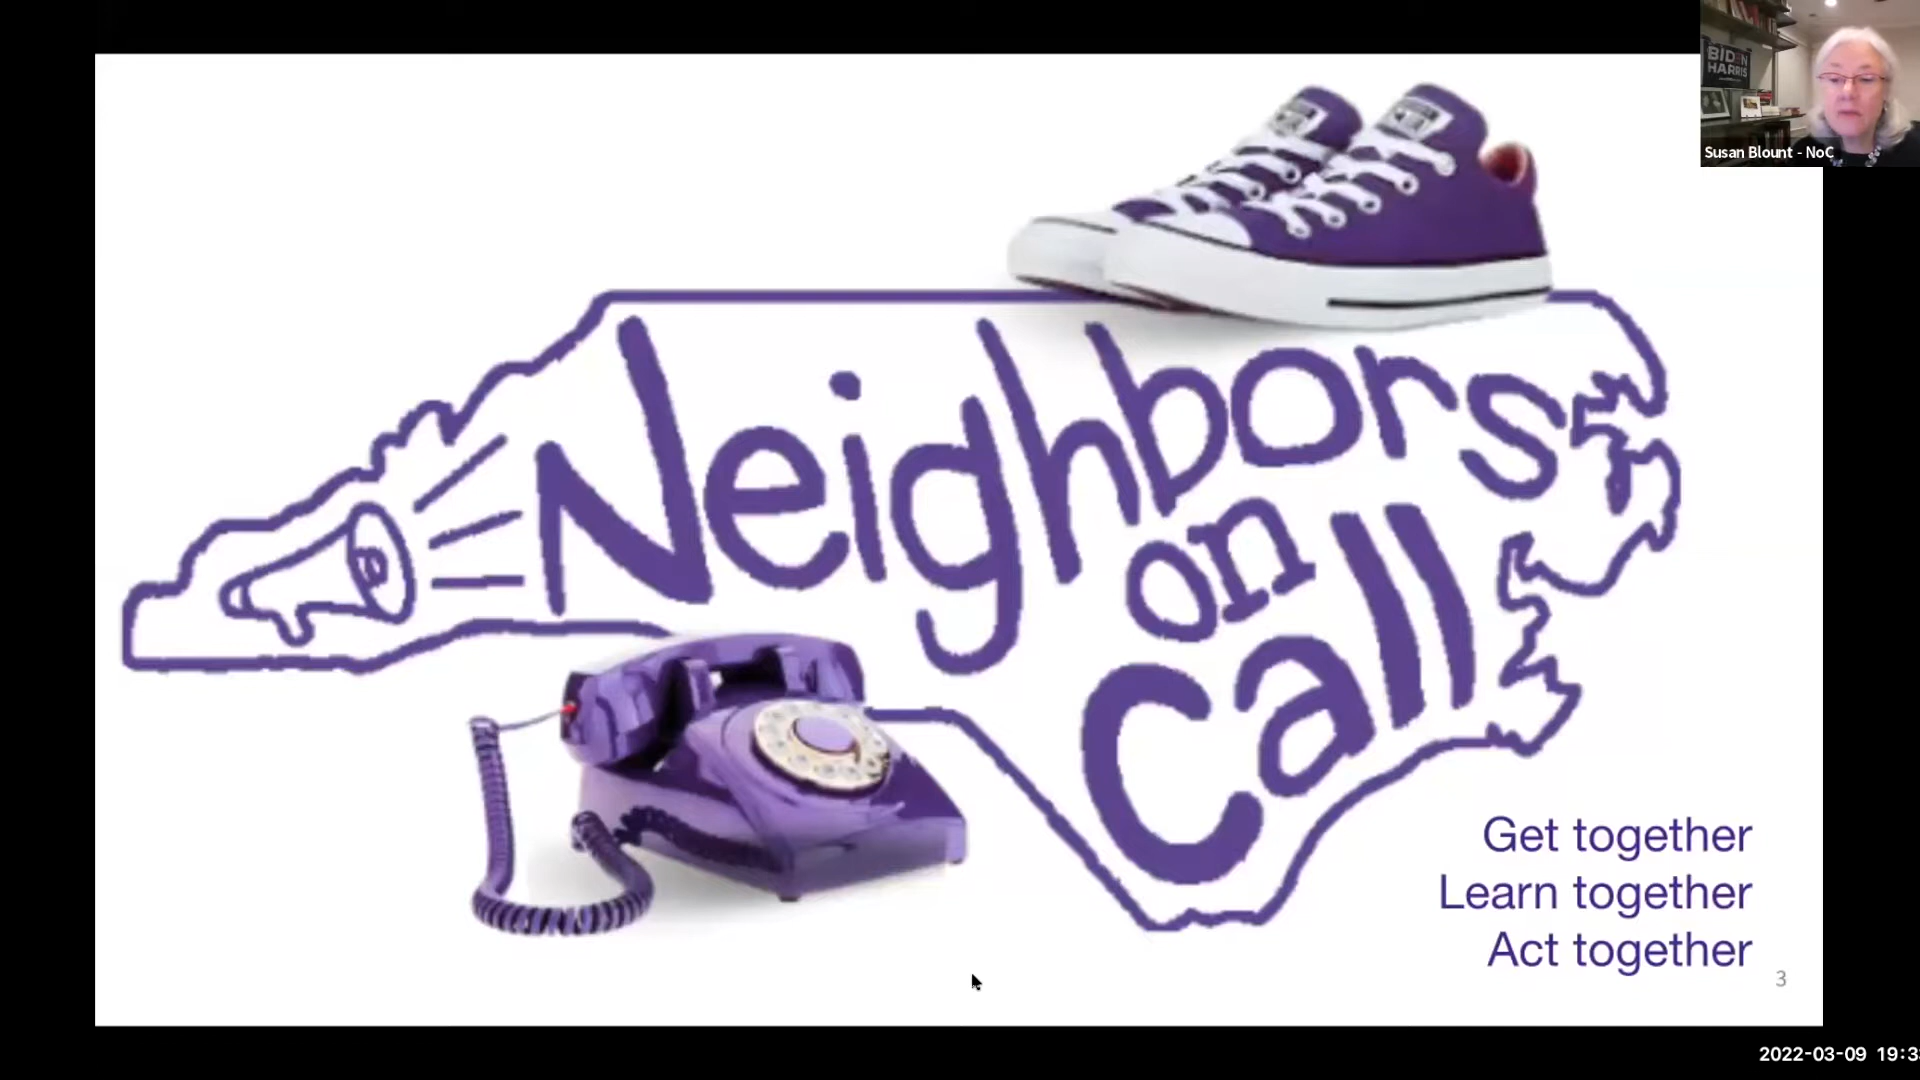 BIDEN
HARRIS
Susan Blount - NoC
Neighbors
on
Call
Get together
Learn together
Act together
3
2022-03-09 19:3